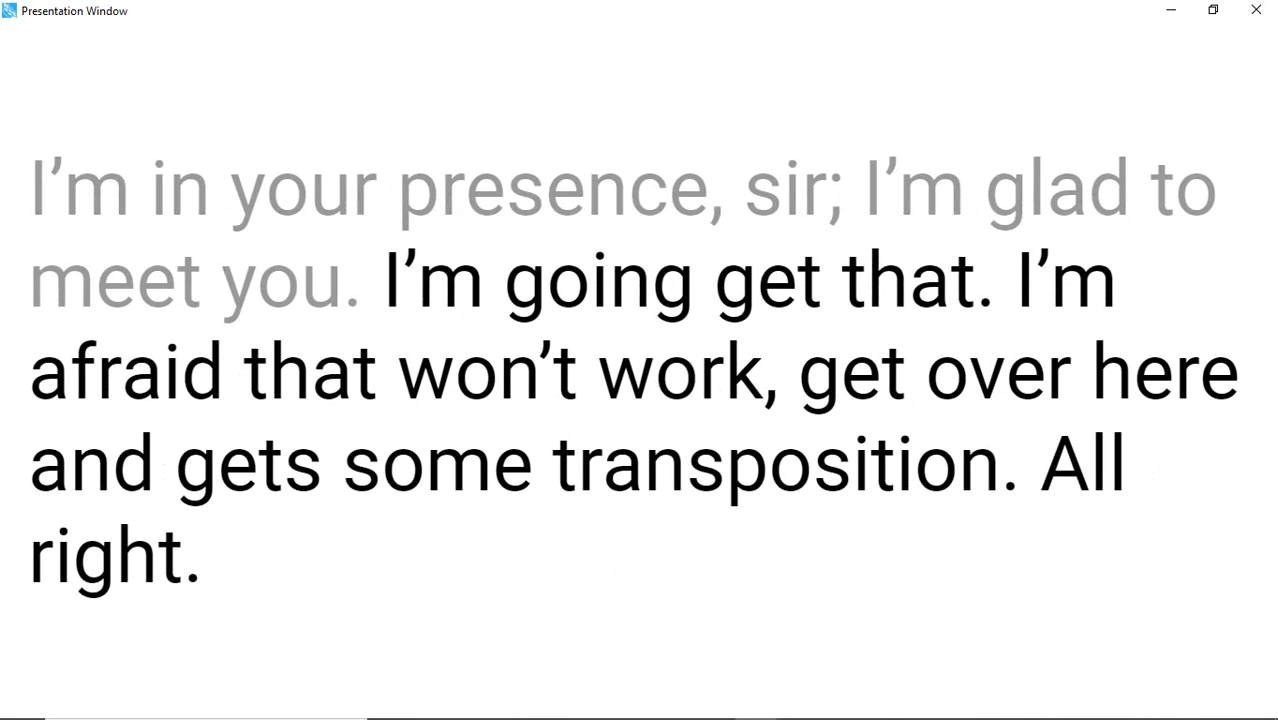 Presentation Window
I’m in your presence, sir; I’m glad to
meet you. I’m going get that. I’m
afraid that won’t work, get over here
and gets some transposition. All
right.